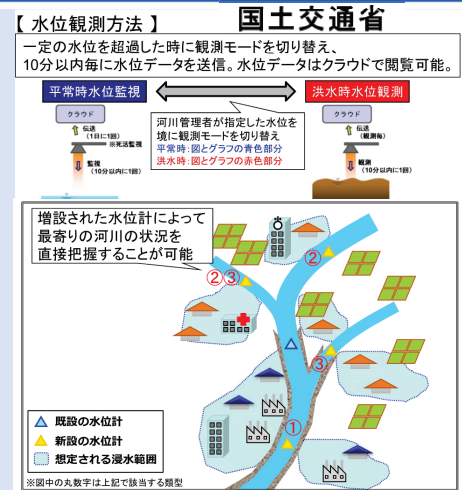 【 水位観測方法 】
国土交通省
一定の水位を超過した時に観測モードを切り替え、
10分以内毎に水位データを送信。水位データはクラウドで閲覧可能。
平常時水位監視
洪水時水位観測
クラウド
伝送
(1日に1回)
※死活監視
監視
(10分以内に1回)
河川管理者が指定した水位を
境に観測モードを切り替え
平常時:図とグラフの青色部分
洪水時:図とグラフの赤色部分
クラウド
伝送
(観測毎)
観測
(10分以内に1回)
増設された水位計によって
最寄りの河川の状況を
直接把握することが可能
②
②③
③
①
既設の水位計
新設の水位計
想定される浸水範囲
※図中の丸数字は上記で該当する類型